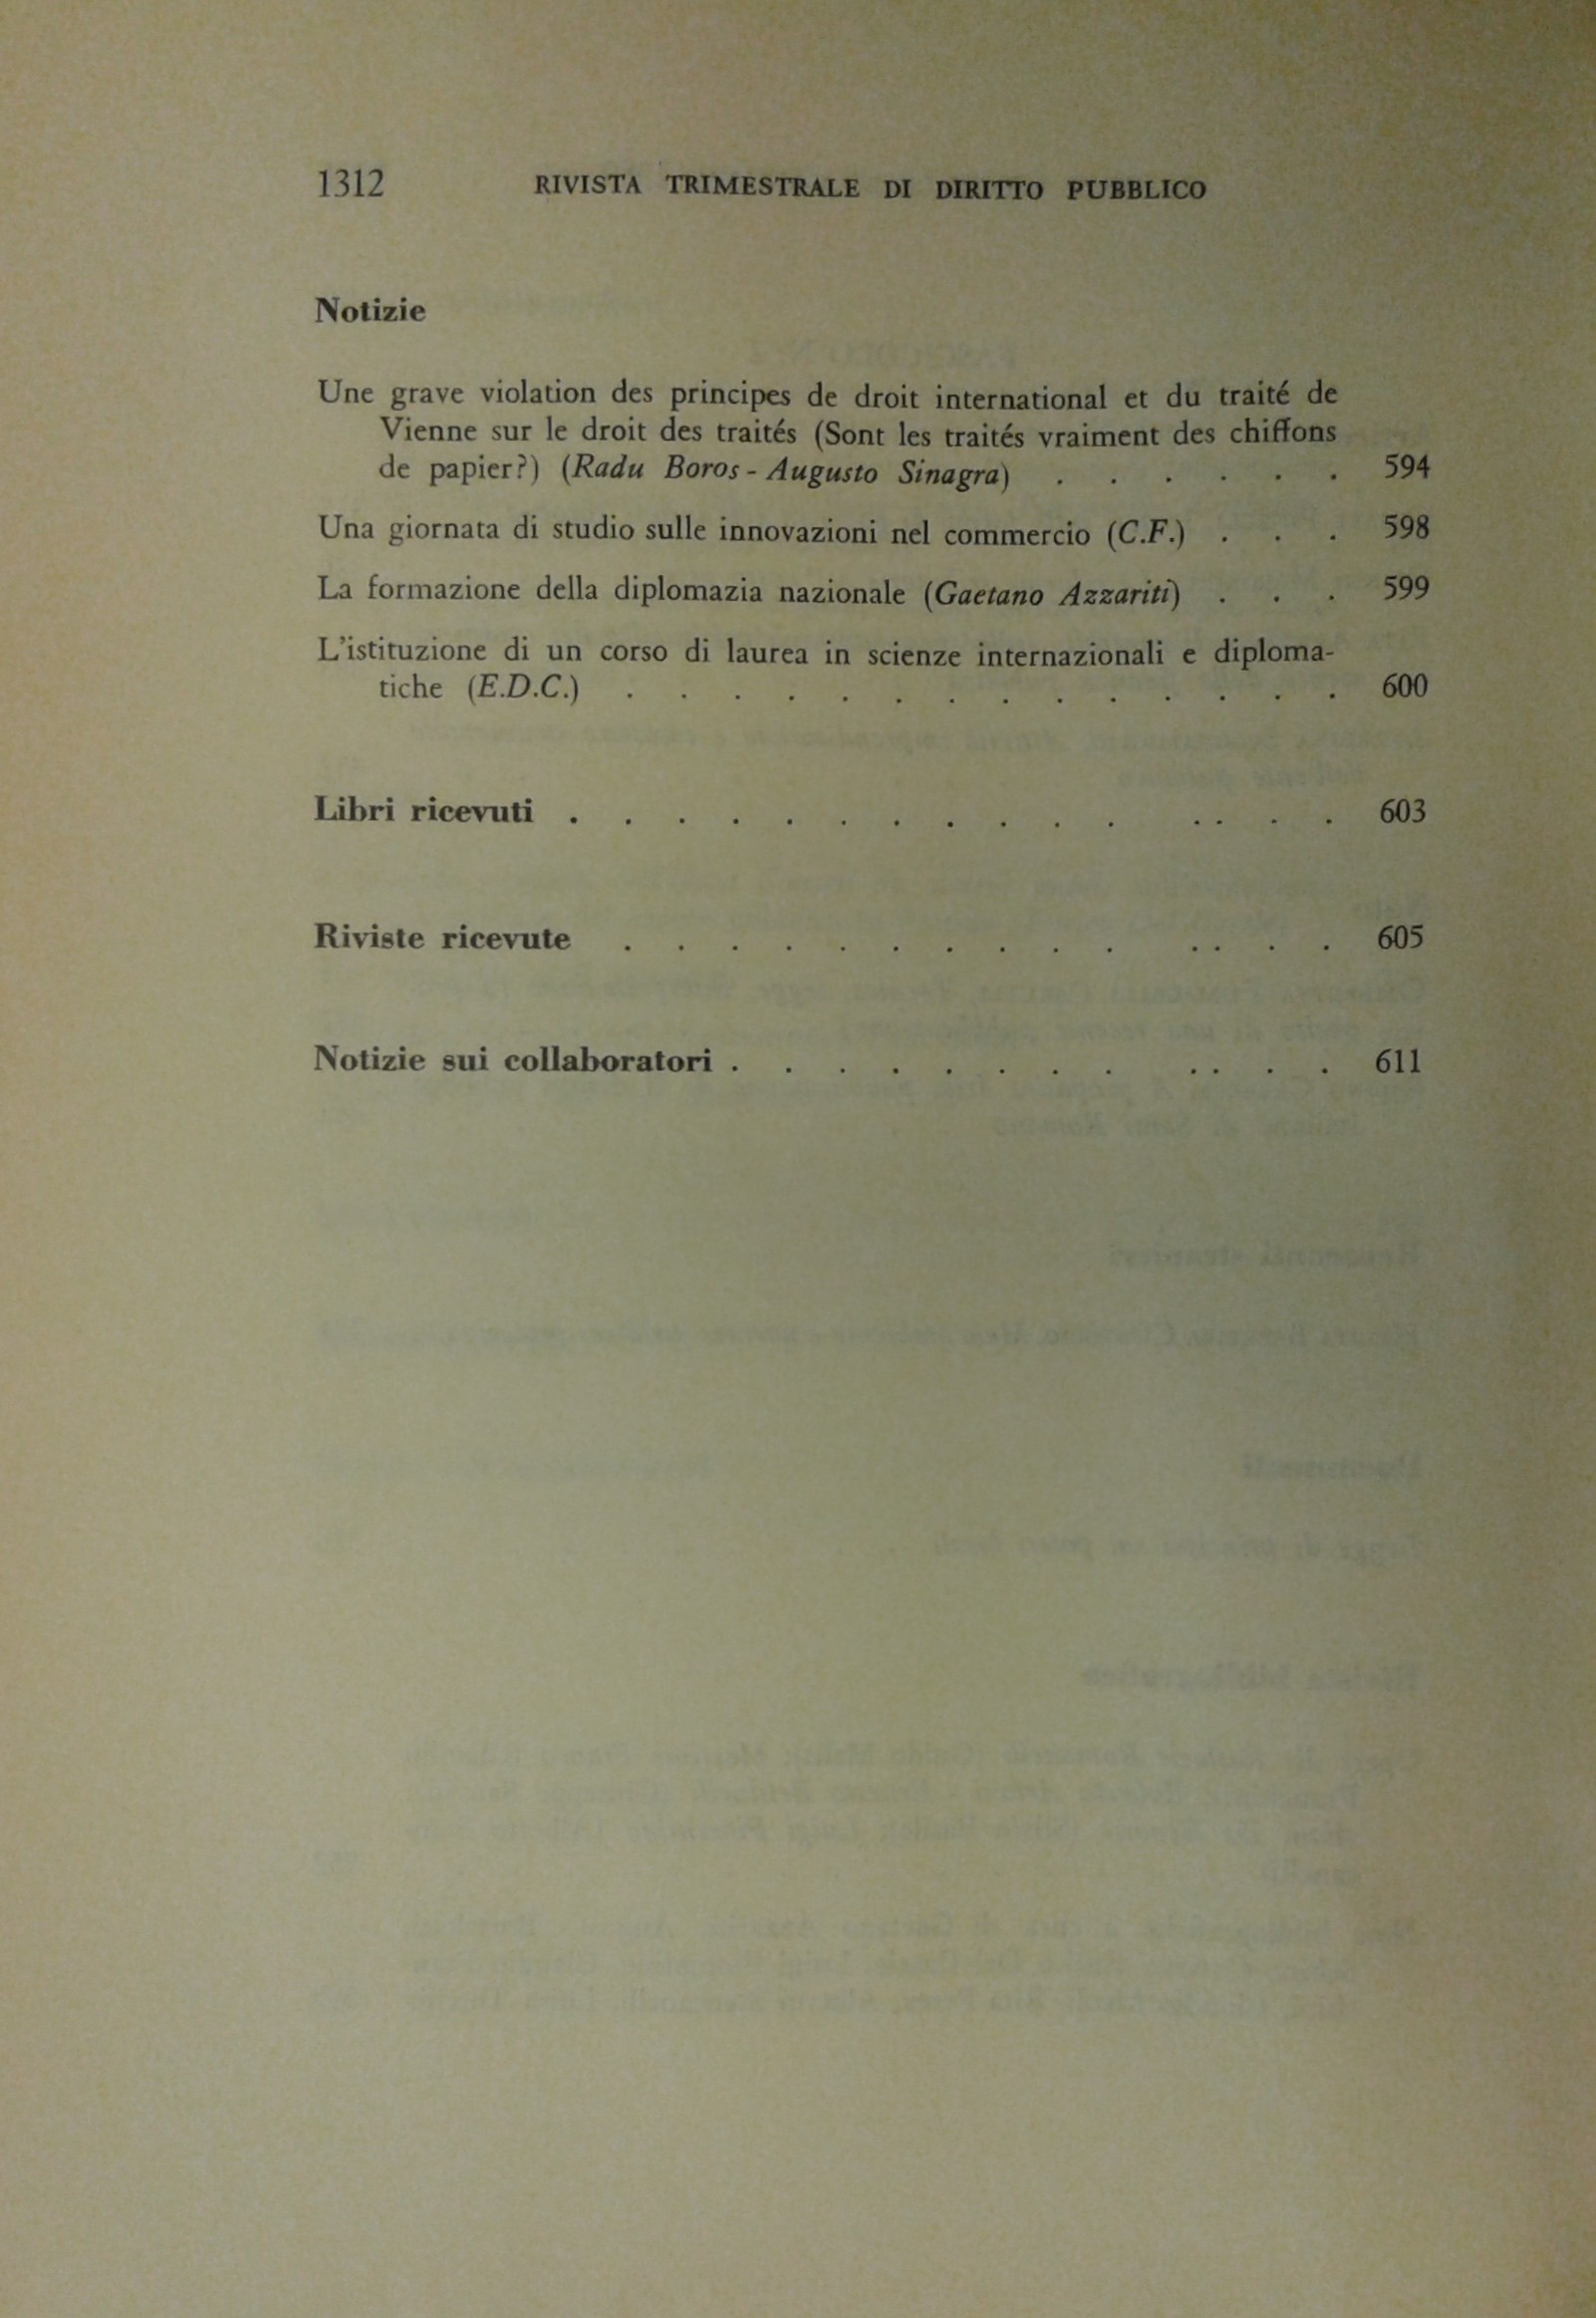 1312 RIVISTA TRIMESTRALE DI DIRITTO PUBBLICO
Notizie
Une grave violation des principes de droit international et du traité de
Vienne sur le droit des traités (Sont les traités vraiment des chiffons
de papier?) (Radu Boros - Augusto Sinagra) . . . . . . 594
Una giornata di studio sulle innovazioni nel commercio (C.F.) . . . 598
La formazione della diplomazia nazionale (Gaetano Azzariti) . . . 599
L'istituzione di un corso di laurea in scienze internazionali e diploma-
tiche (E.D.C.) . . . . . . . . . . . . . . 600
Libri ricevuti . . . . . . . . . . . . . . . 603
Riviste ricevute . . . . . . . . . . . . . 605
Notizie sui collaboratori . . . . . . . . . . . . 611